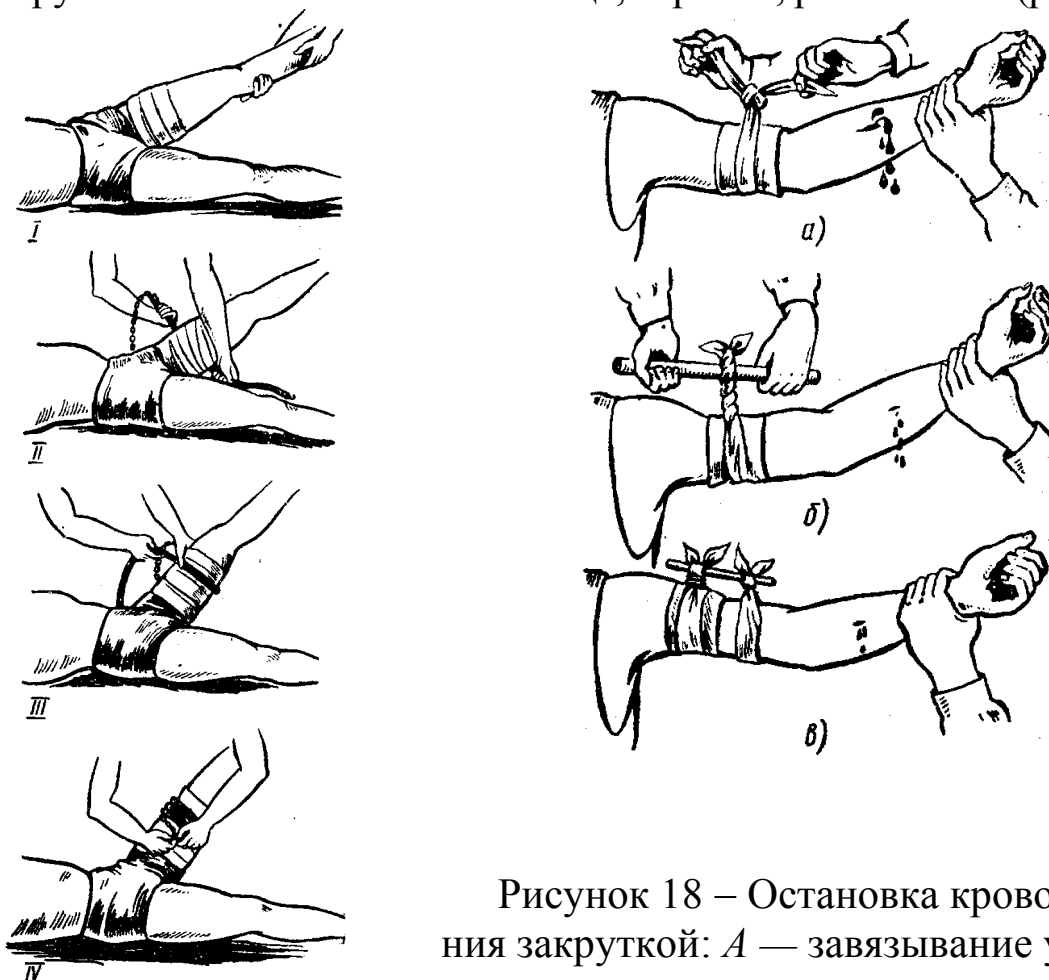 I
II
III
IV
а)
б)
в)
Рисунок 18 – Остановка крово
ния закруткой: А — завязывание у